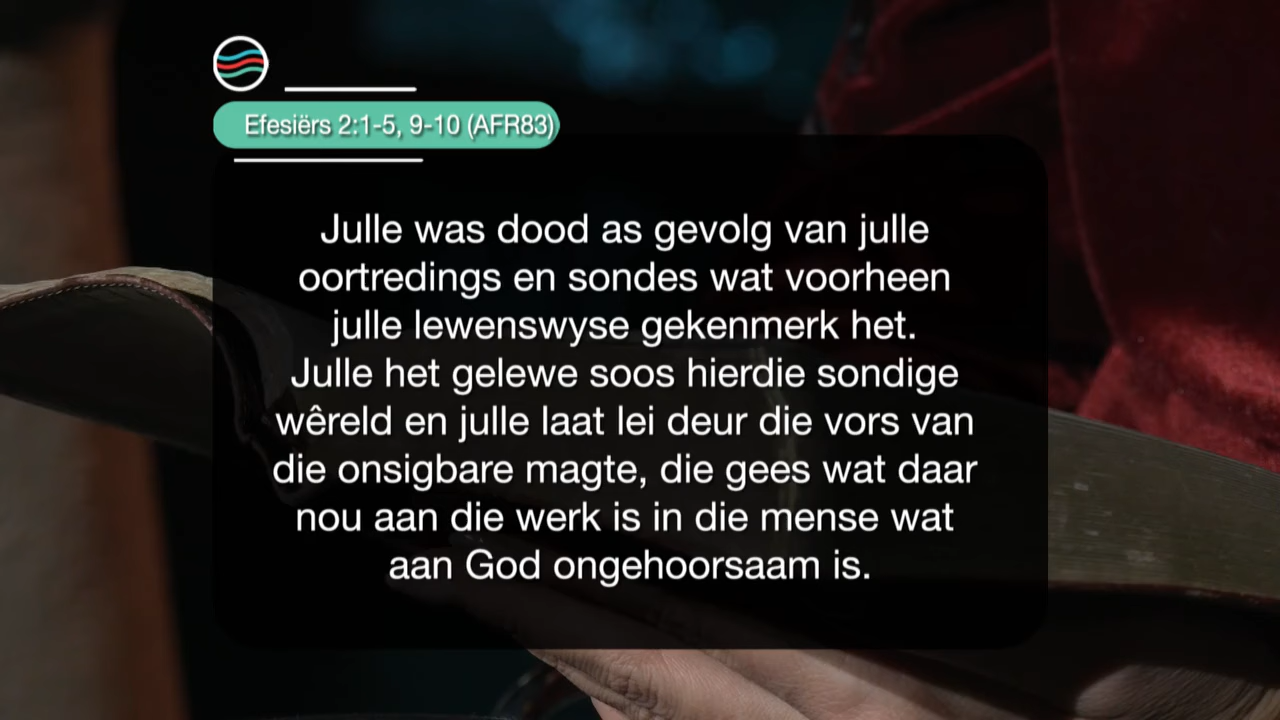 Efesiërs 2:1-5, 9-10 (AFR83)
Julle was dood as gevolg van julle
oortredings en sondes wat voorheen
julle lewenswyse gekenmerk het.
Julle het gelewe soos hierdie sondige
wêreld en julle laat lei deur die vors van
die onsigbare magte, die gees wat daar
nou aan die werk is in die mense wat
aan God ongehoorsaam is.